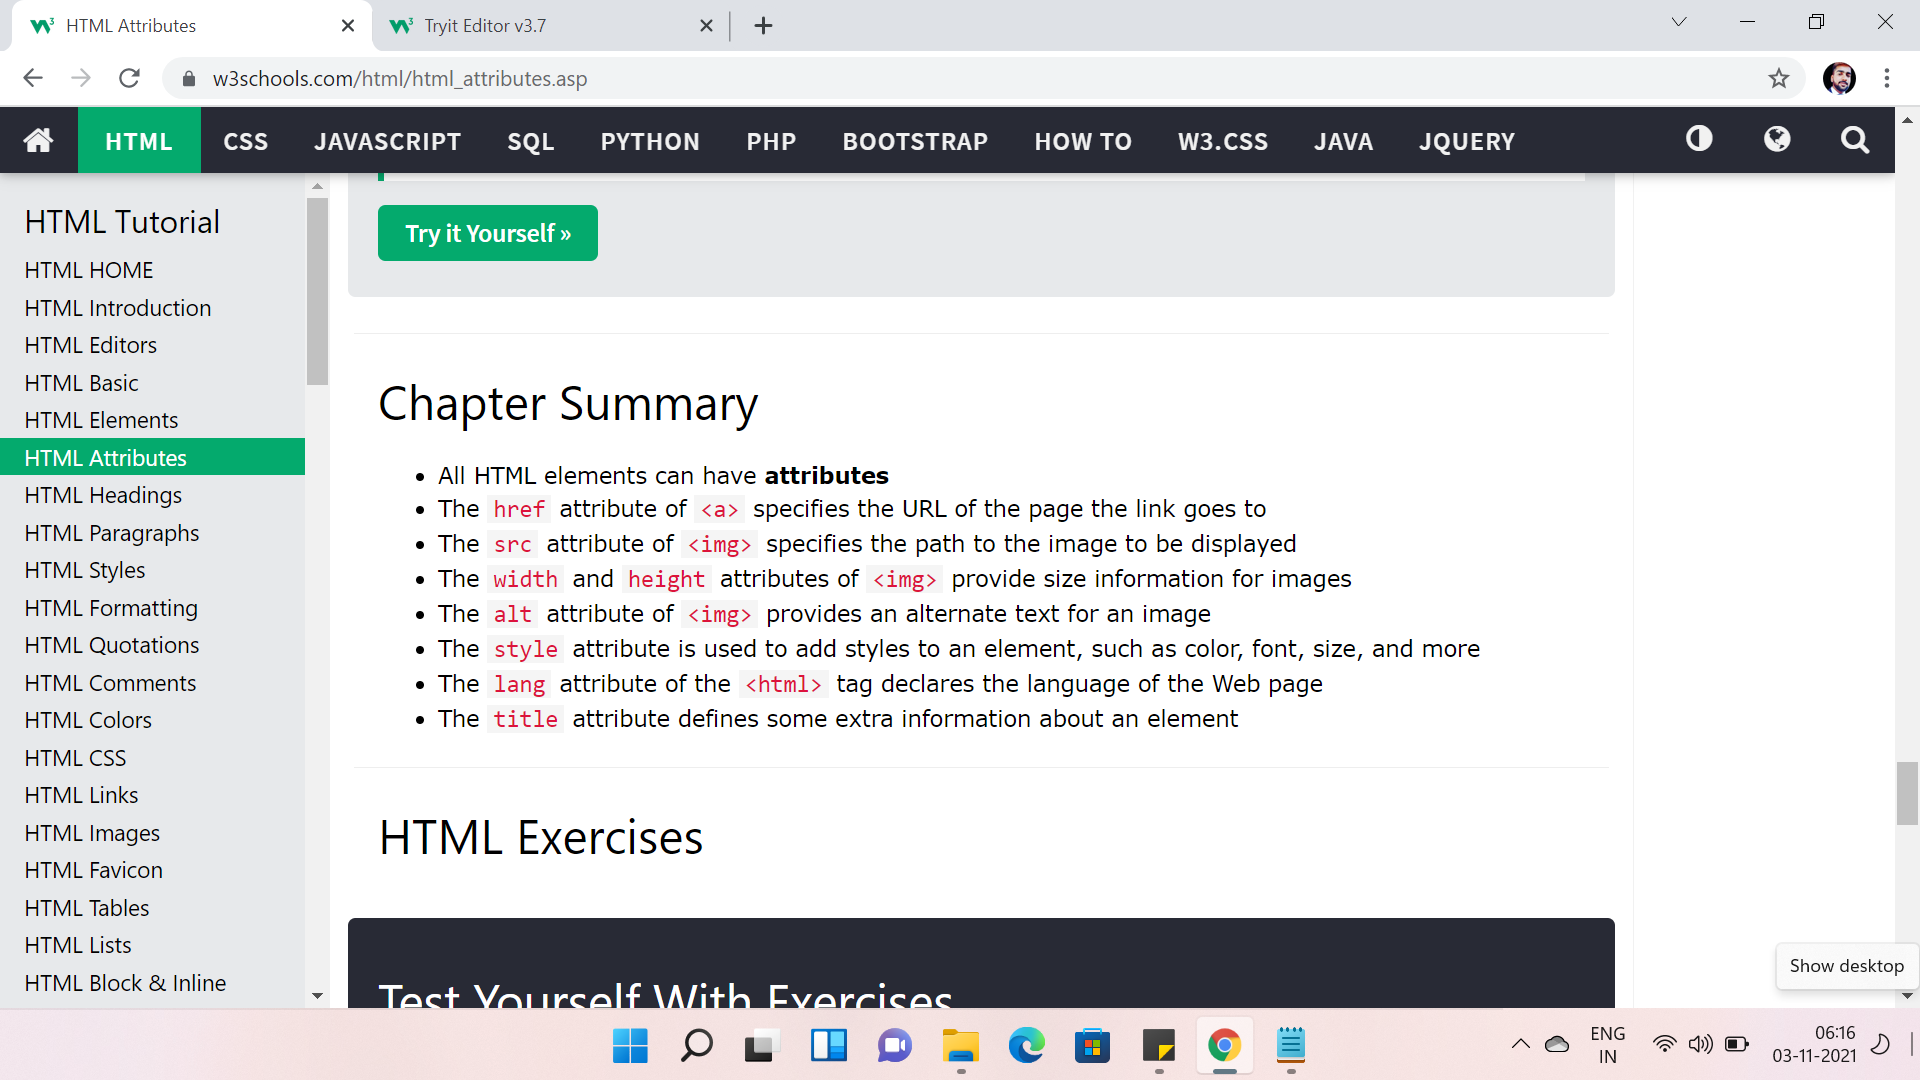 HTML Attributes
Tryit Editor v3.7
w3schools.com/html/html_attributes.asp
HTML CSS JAVASCRIPT SQL PYTHON PHP BOOTSTRAP HOW TO W3.CSS JAVA JQUERY
HTML Tutorial
HTML HOME
HTML Introduction
HTML Editors
HTML Basic
HTML Elements
HTML Attributes
HTML Headings
HTML Paragraphs
HTML Styles
HTML Formatting
HTML Quotations
HTML Comments
HTML Colors
HTML CSS
HTML Links
HTML Images
HTML Favicon
HTML Tables
HTML Lists
HTML Block & Inline
Try it Yourself »
Chapter Summary
• All HTML elements can have attributes
• The href attribute of <a> specifies the URL of the page the link goes to
• The src attribute of <img> specifies the path to the image to be displayed
• The width and height attributes of <img> provide size information for images
• The alt attribute of <img> provides an alternate text for an image
• The style attribute is used to add styles to an element, such as color, font, size, and more
• The lang attribute of the <html> tag declares the language of the Web page
• The title attribute defines some extra information about an element
HTML Exercises
Test Yourself With Exercises
Show desktop
ENG
IN
06:16
03-11-2021